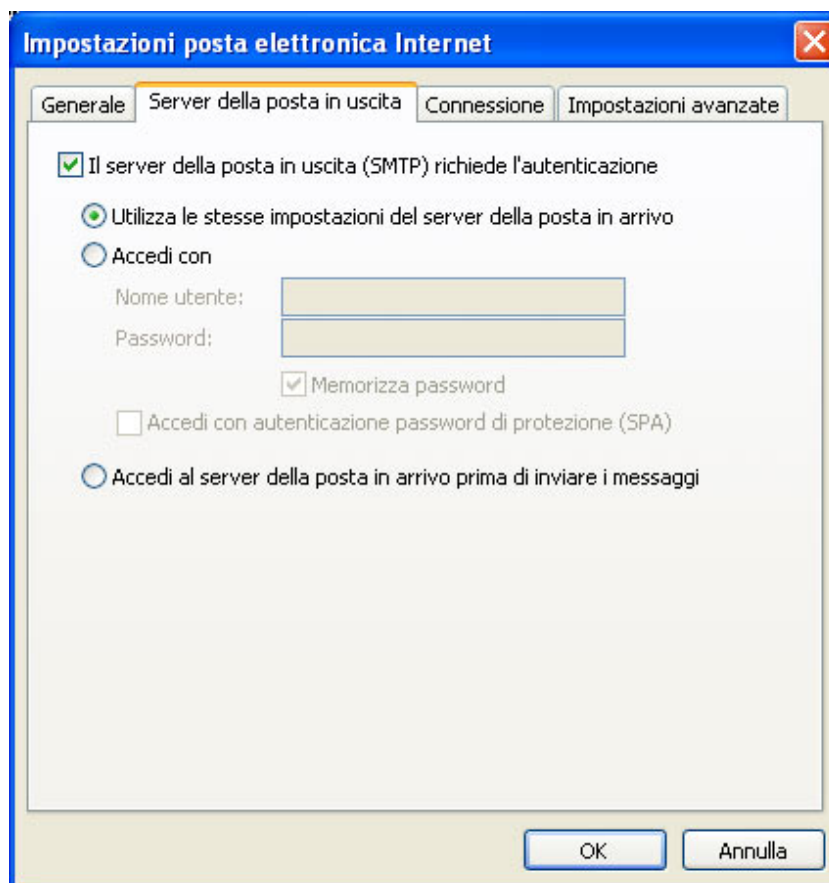 Impostazioni posta elettronica Internet
Generale Server della posta in uscita Connessione Impostazioni avanzate
Il server della posta in uscita (SMTP) richiede l'autenticazione
Utilizza le stesse impostazioni del server della posta in arrivo
Accedi con
Nome utente:
Password:
Memorizza password
Accedi con autenticazione password di protezione (SPA)
Accedi al server della posta in arrivo prima di inviare i messaggi
OK Annulla